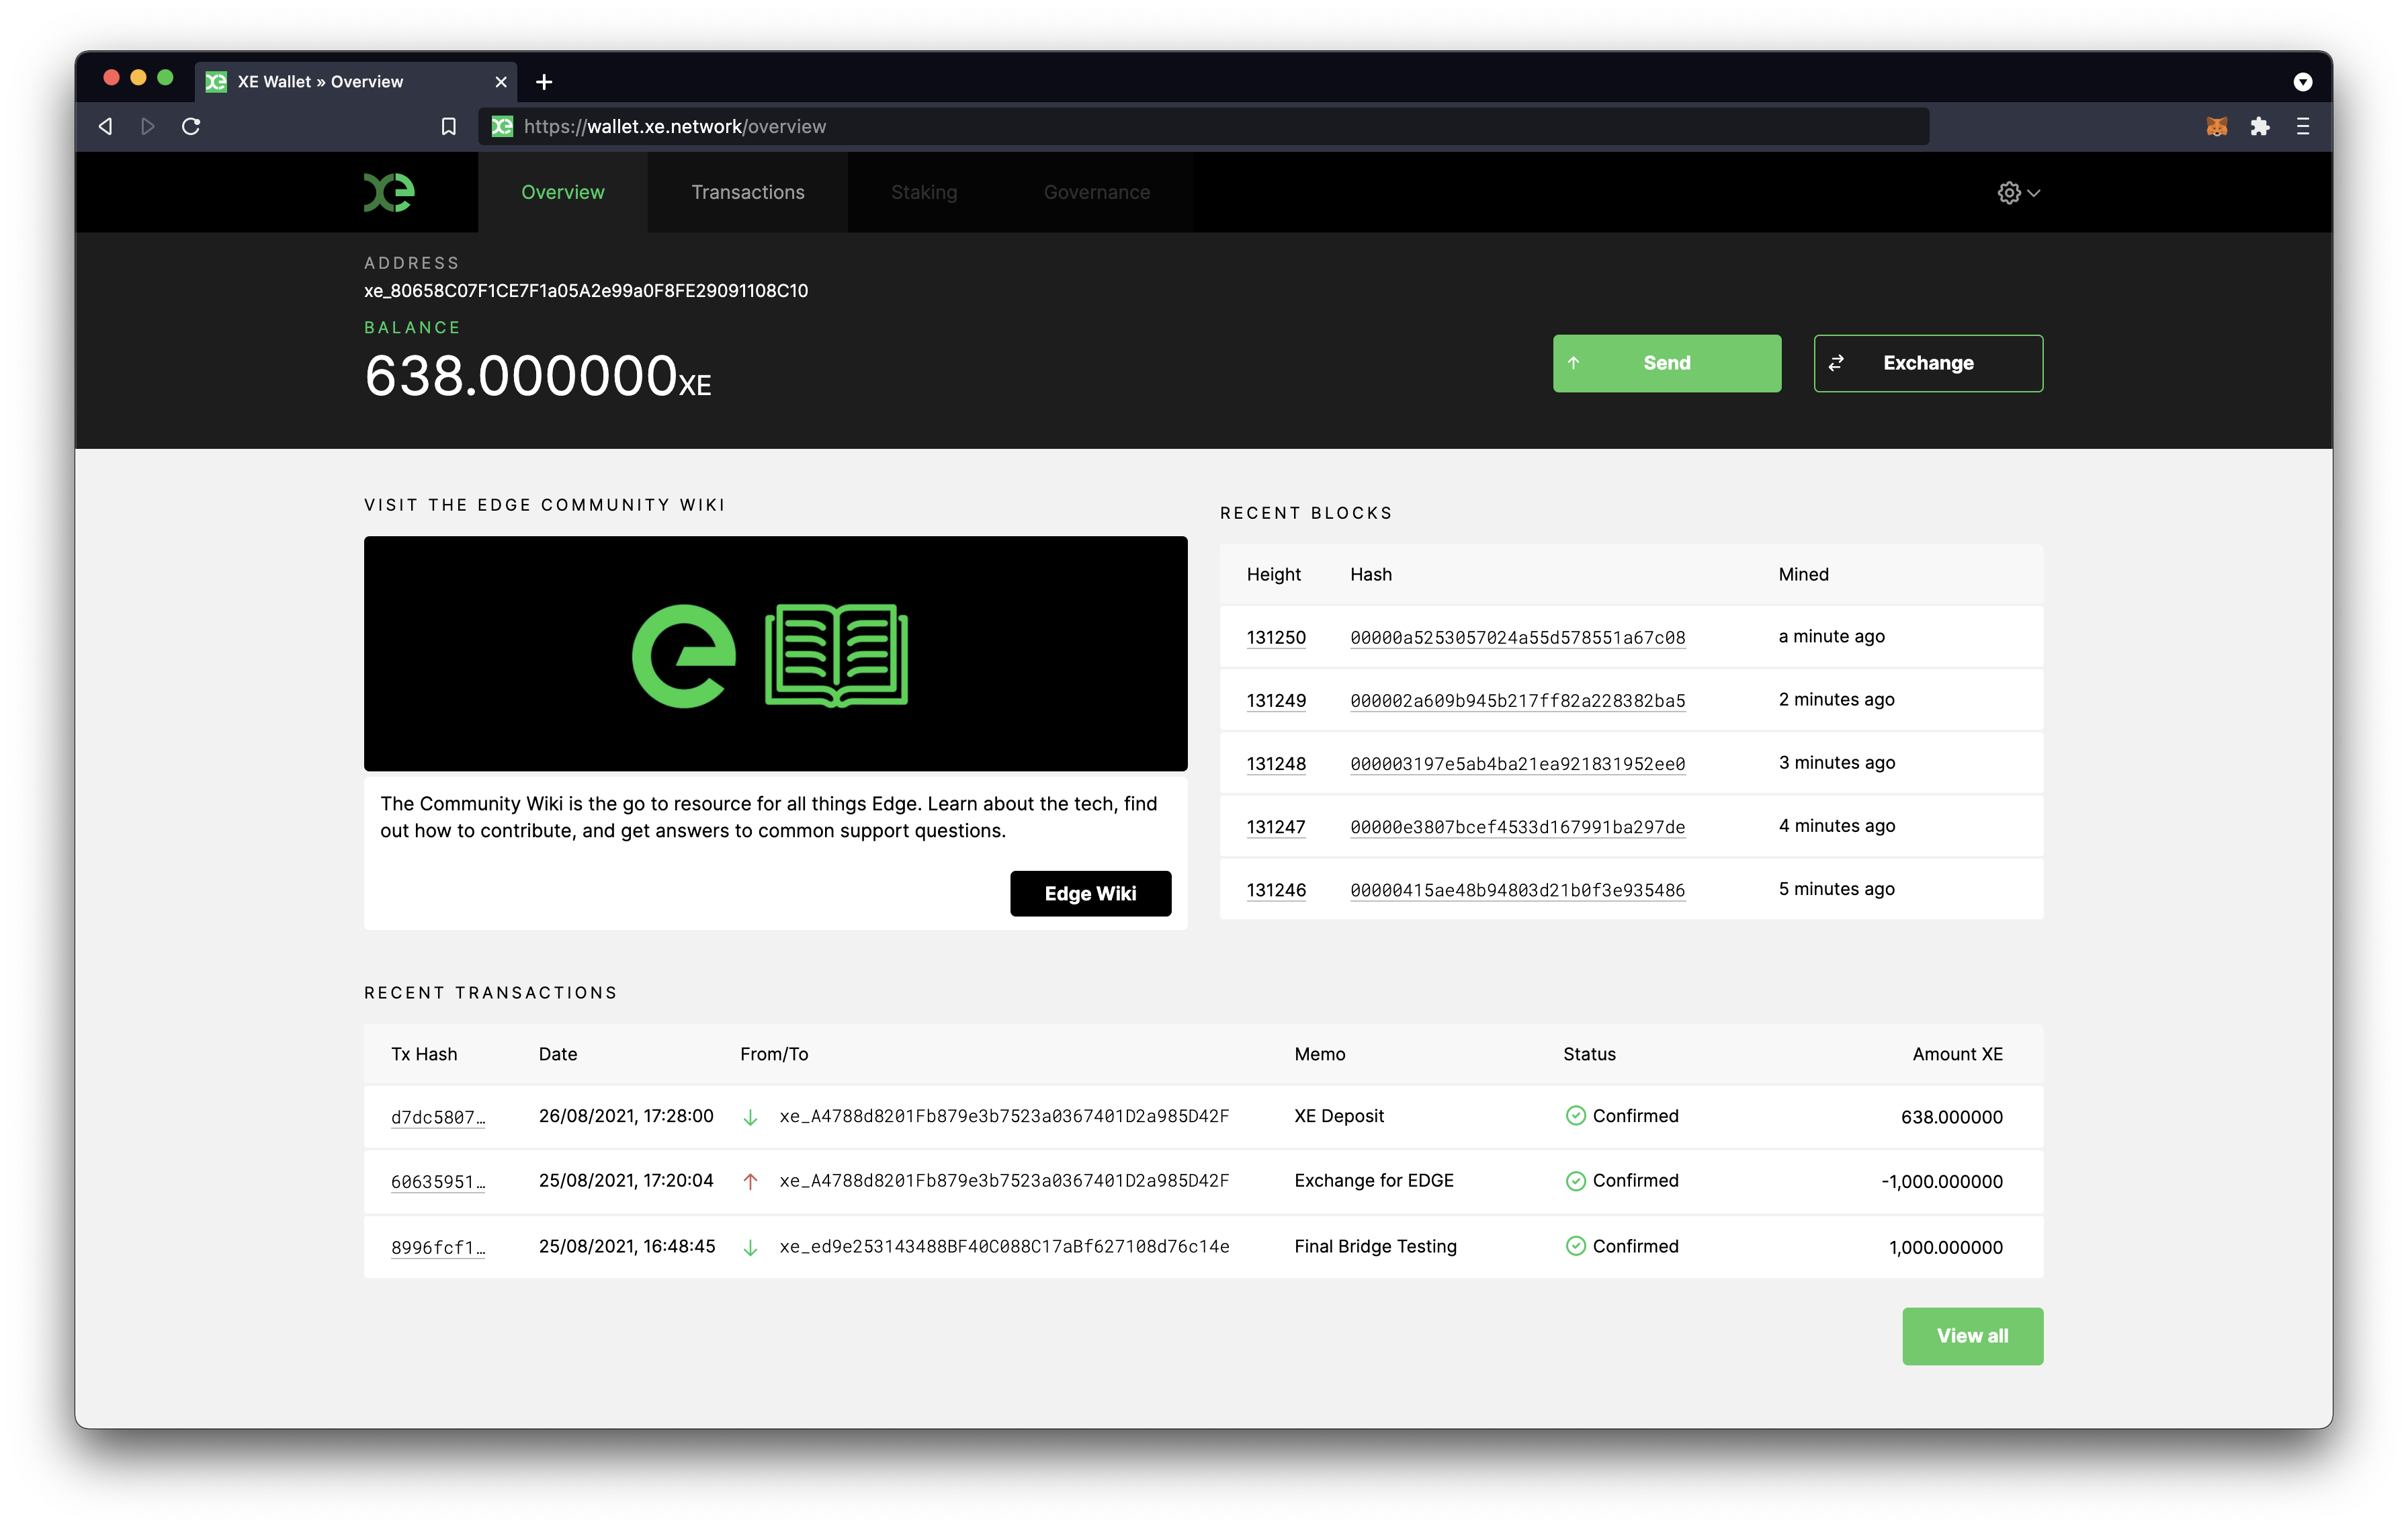 XE Wallet » Overview
https://wallet.xe.network/overview
xe
Overview
Transactions
Staking
Governance
ADDRESS
xe_80658C07F1CE7F1a05A2e99a0F8FE29091108C10
BALANCE
638.000000XE
Send
Exchange
VISIT THE EDGE COMMUNITY WIKI
e
The Community Wiki is the go to resource for all things Edge. Learn about the tech, find
out how to contribute, and get answers to common support questions.
Edge Wiki
RECENT BLOCKS
Height Hash Mined
131250 00000a5253057024a55d578551a67c08 a minute ago
131249 000002a609b945b217ff82a228382ba5 2 minutes ago
131248 000003197e5ab4ba21ea921831952ee0 3 minutes ago
131247 00000e3807bcef4533d167991ba297de 4 minutes ago
131246 00000415ae48b94803d21b0f3e935486 5 minutes ago
RECENT TRANSACTIONS
Tx Hash Date From/To Memo Status Amount XE
d7dc5807… 26/08/2021, 17:28:00 xe_A4788d8201Fb879e3b7523a0367401D2a985D42F XE Deposit Confirmed 638.000000
60635951… 25/08/2021, 17:20:04 xe_A4788d8201Fb879e3b7523a0367401D2a985D42F Exchange for EDGE Confirmed -1,000.000000
8996fcf1… 25/08/2021, 16:48:45 xe_ed9e253143488BF40C088C17aBf627108d76c14e Final Bridge Testing Confirmed 1,000.000000
View all